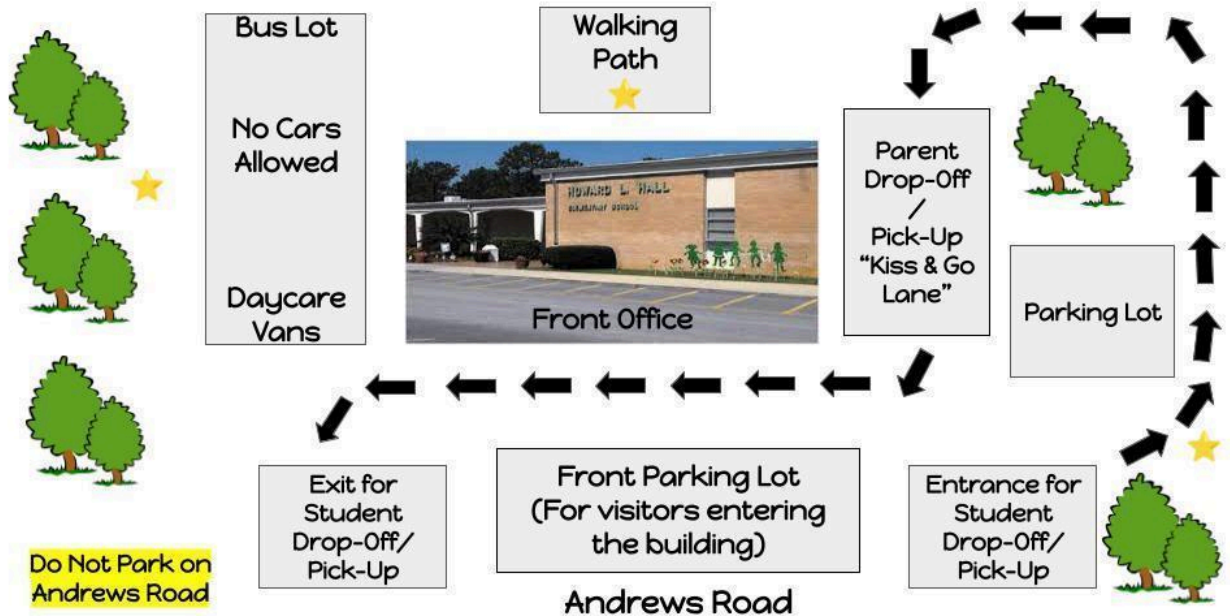 Bus Lot
No Cars
Allowed
Daycare
Vans
Walking
Path
HOWARD L. HALL
ELEMENTARY SCHOOL
Front Office
Parent
Drop-Off
/
Pick-Up
“Kiss & Go
Lane”
Parking Lot
Exit for
Student
Drop-Off/
Pick-Up
Front Parking Lot
(For visitors entering
the building)
Entrance for
Student
Drop-Off/
Pick-Up
Do Not Park on
Andrews Road
Andrews Road